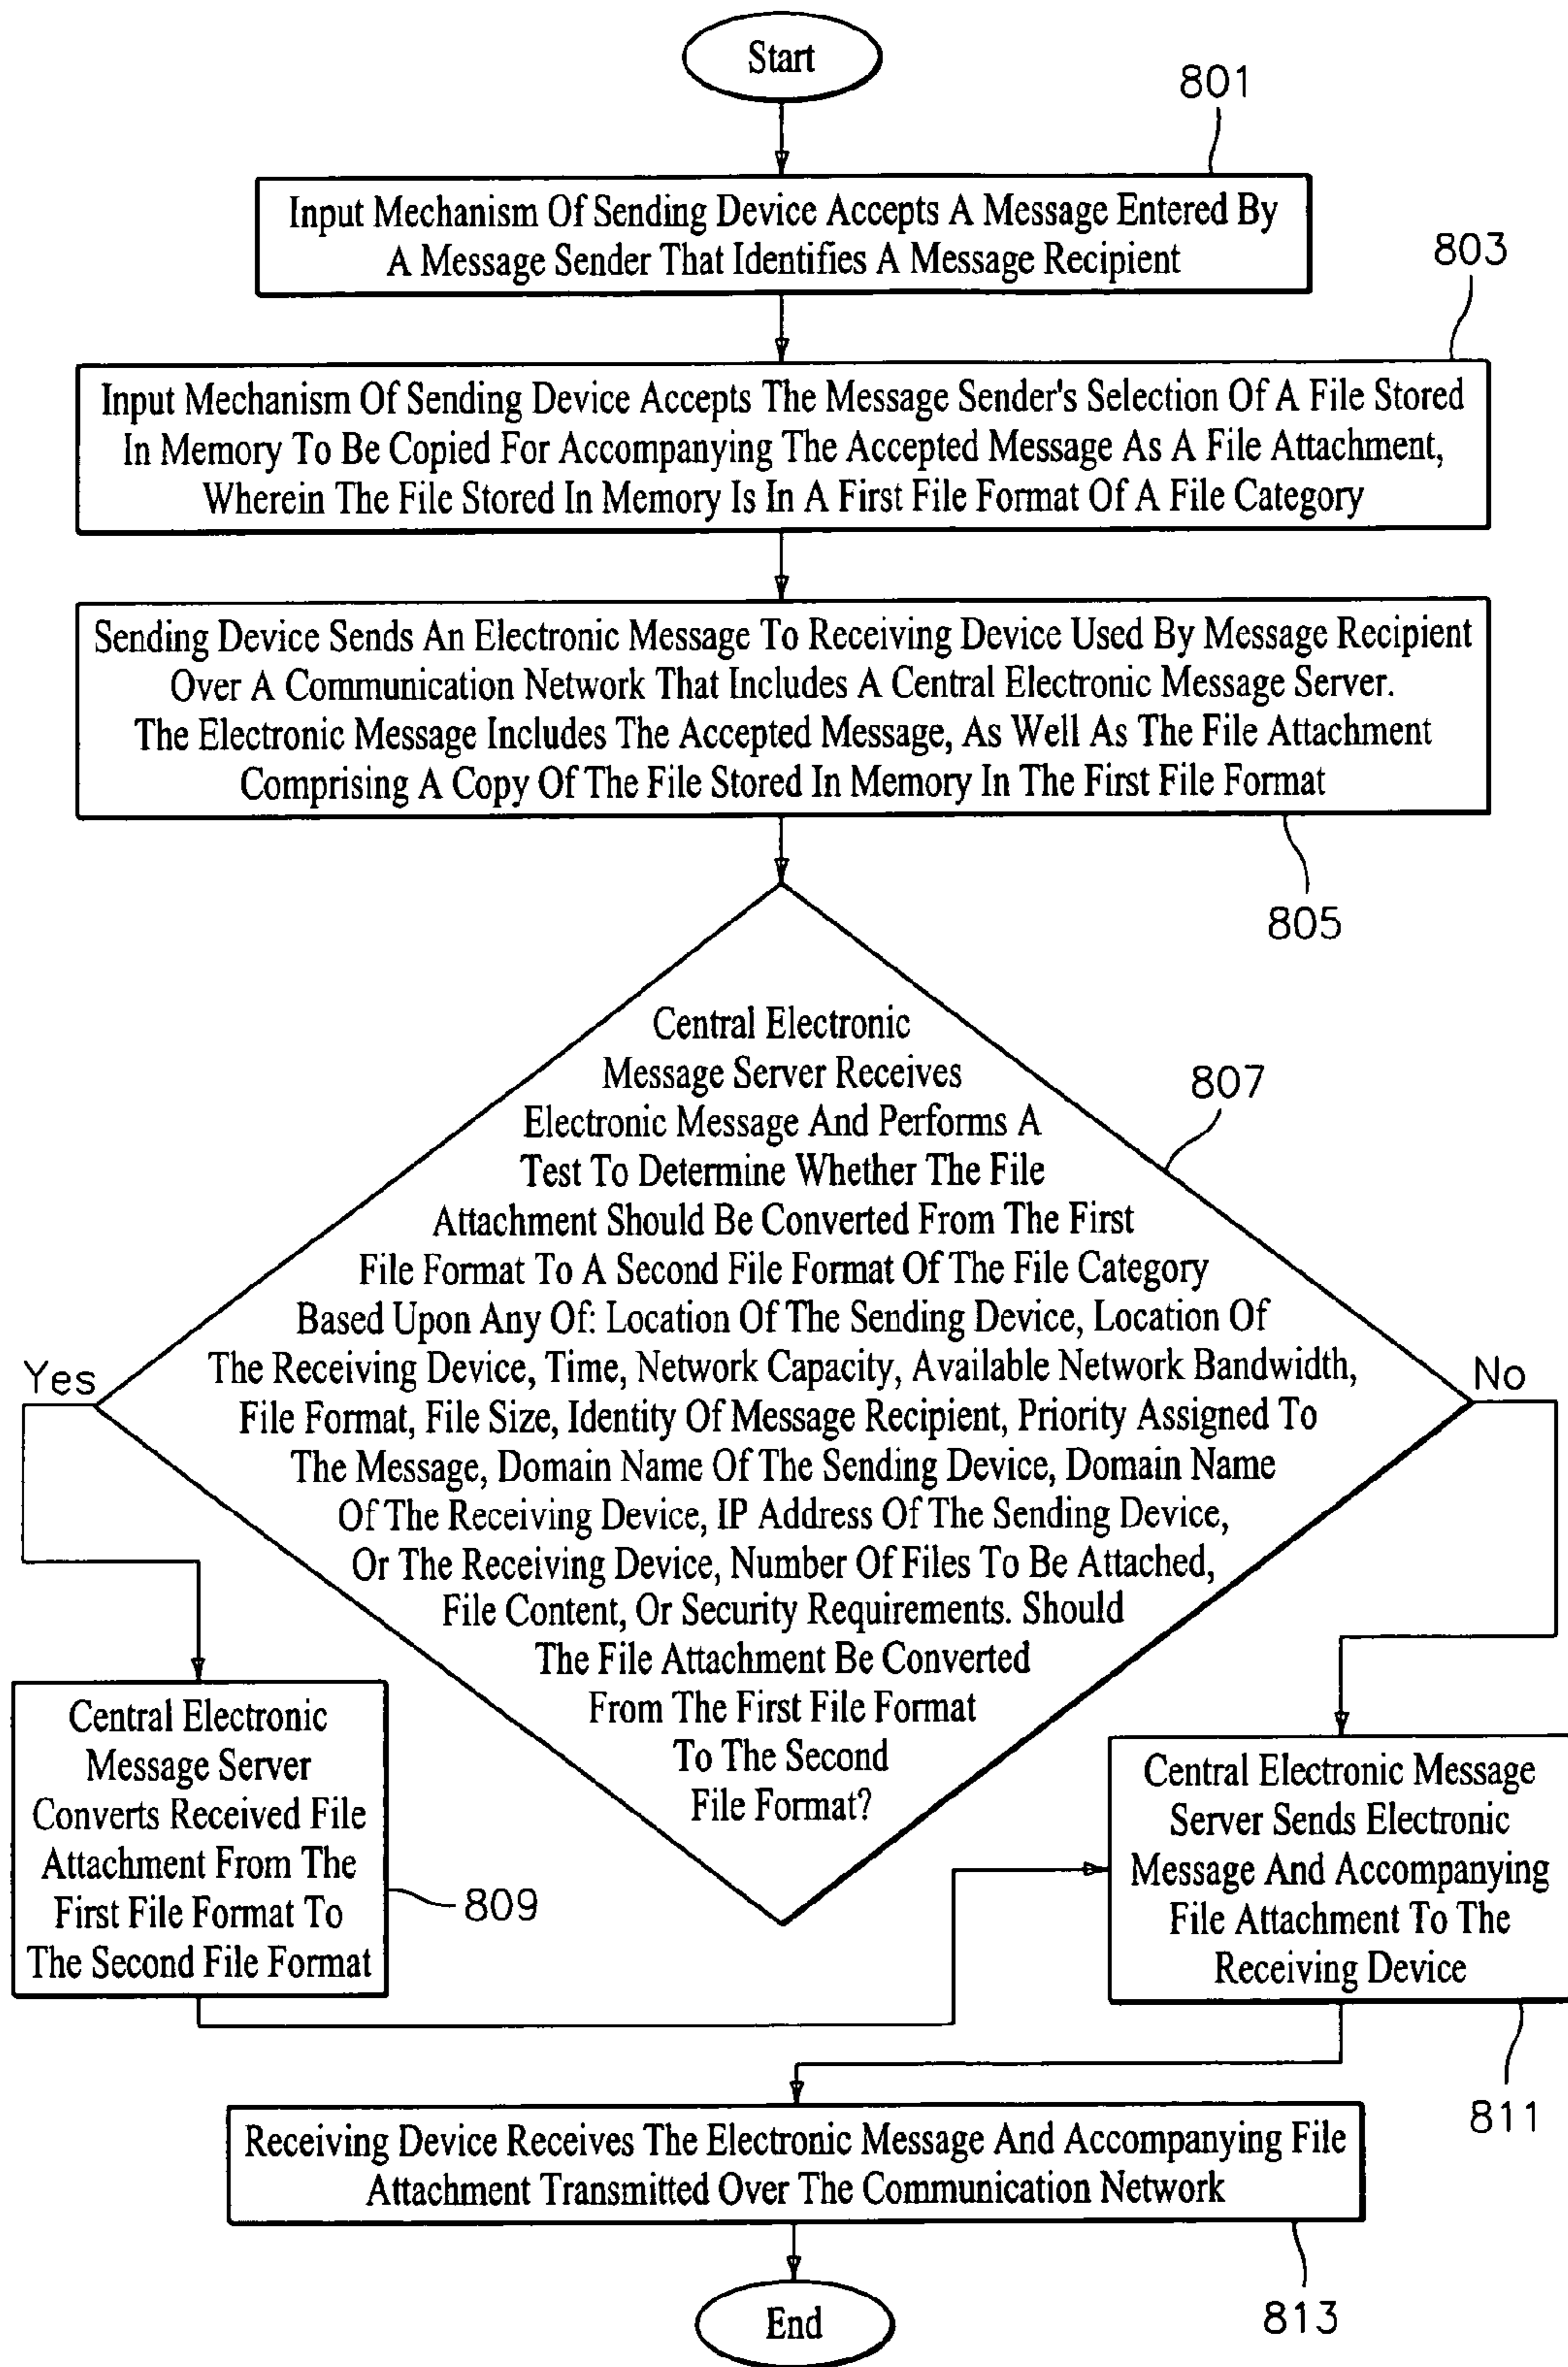 Start
801
Input Mechanism Of Sending Device Accepts A Message Entered By
A Message Sender That Identifies A Message Recipient
803
Input Mechanism Of Sending Device Accepts The Message Sender's Selection Of A File Stored
In Memory To Be Copied For Accompanying The Accepted Message As A File Attachment,
Wherein The File Stored In Memory Is In A First File Format Of A File Category
Sending Device Sends An Electronic Message To Receiving Device Used By Message Recipient
Over A Communication Network That Includes A Central Electronic Message Server.
The Electronic Message Includes The Accepted Message, As Well As The File Attachment
Comprising A Copy Of The File Stored In Memory In The First File Format
805
Central Electronic
Message Server Receives
Electronic Message And Performs A
Test To Determine Whether The File
Attachment Should Be Converted From The First
File Format To A Second File Format Of The File Category
Based Upon Any Of: Location Of The Sending Device, Location Of
The Receiving Device, Time, Network Capacity, Available Network Bandwidth,
File Format, File Size, Identity Of Message Recipient, Priority Assigned To
The Message, Domain Name Of The Sending Device, Domain Name
Of The Receiving Device, IP Address Of The Sending Device,
Or The Receiving Device, Number Of Files To Be Attached,
File Content, Or Security Requirements. Should
The File Attachment Be Converted
From The First File Format
To The Second
File Format?
807
Yes
No
Central Electronic
Message Server
Converts Received File
Attachment From The
First File Format To
The Second File Format
809
Central Electronic Message
Server Sends Electronic
Message And Accompanying
File Attachment To The
Receiving Device
811
Receiving Device Receives The Electronic Message And Accompanying File
Attachment Transmitted Over The Communication Network
813
End